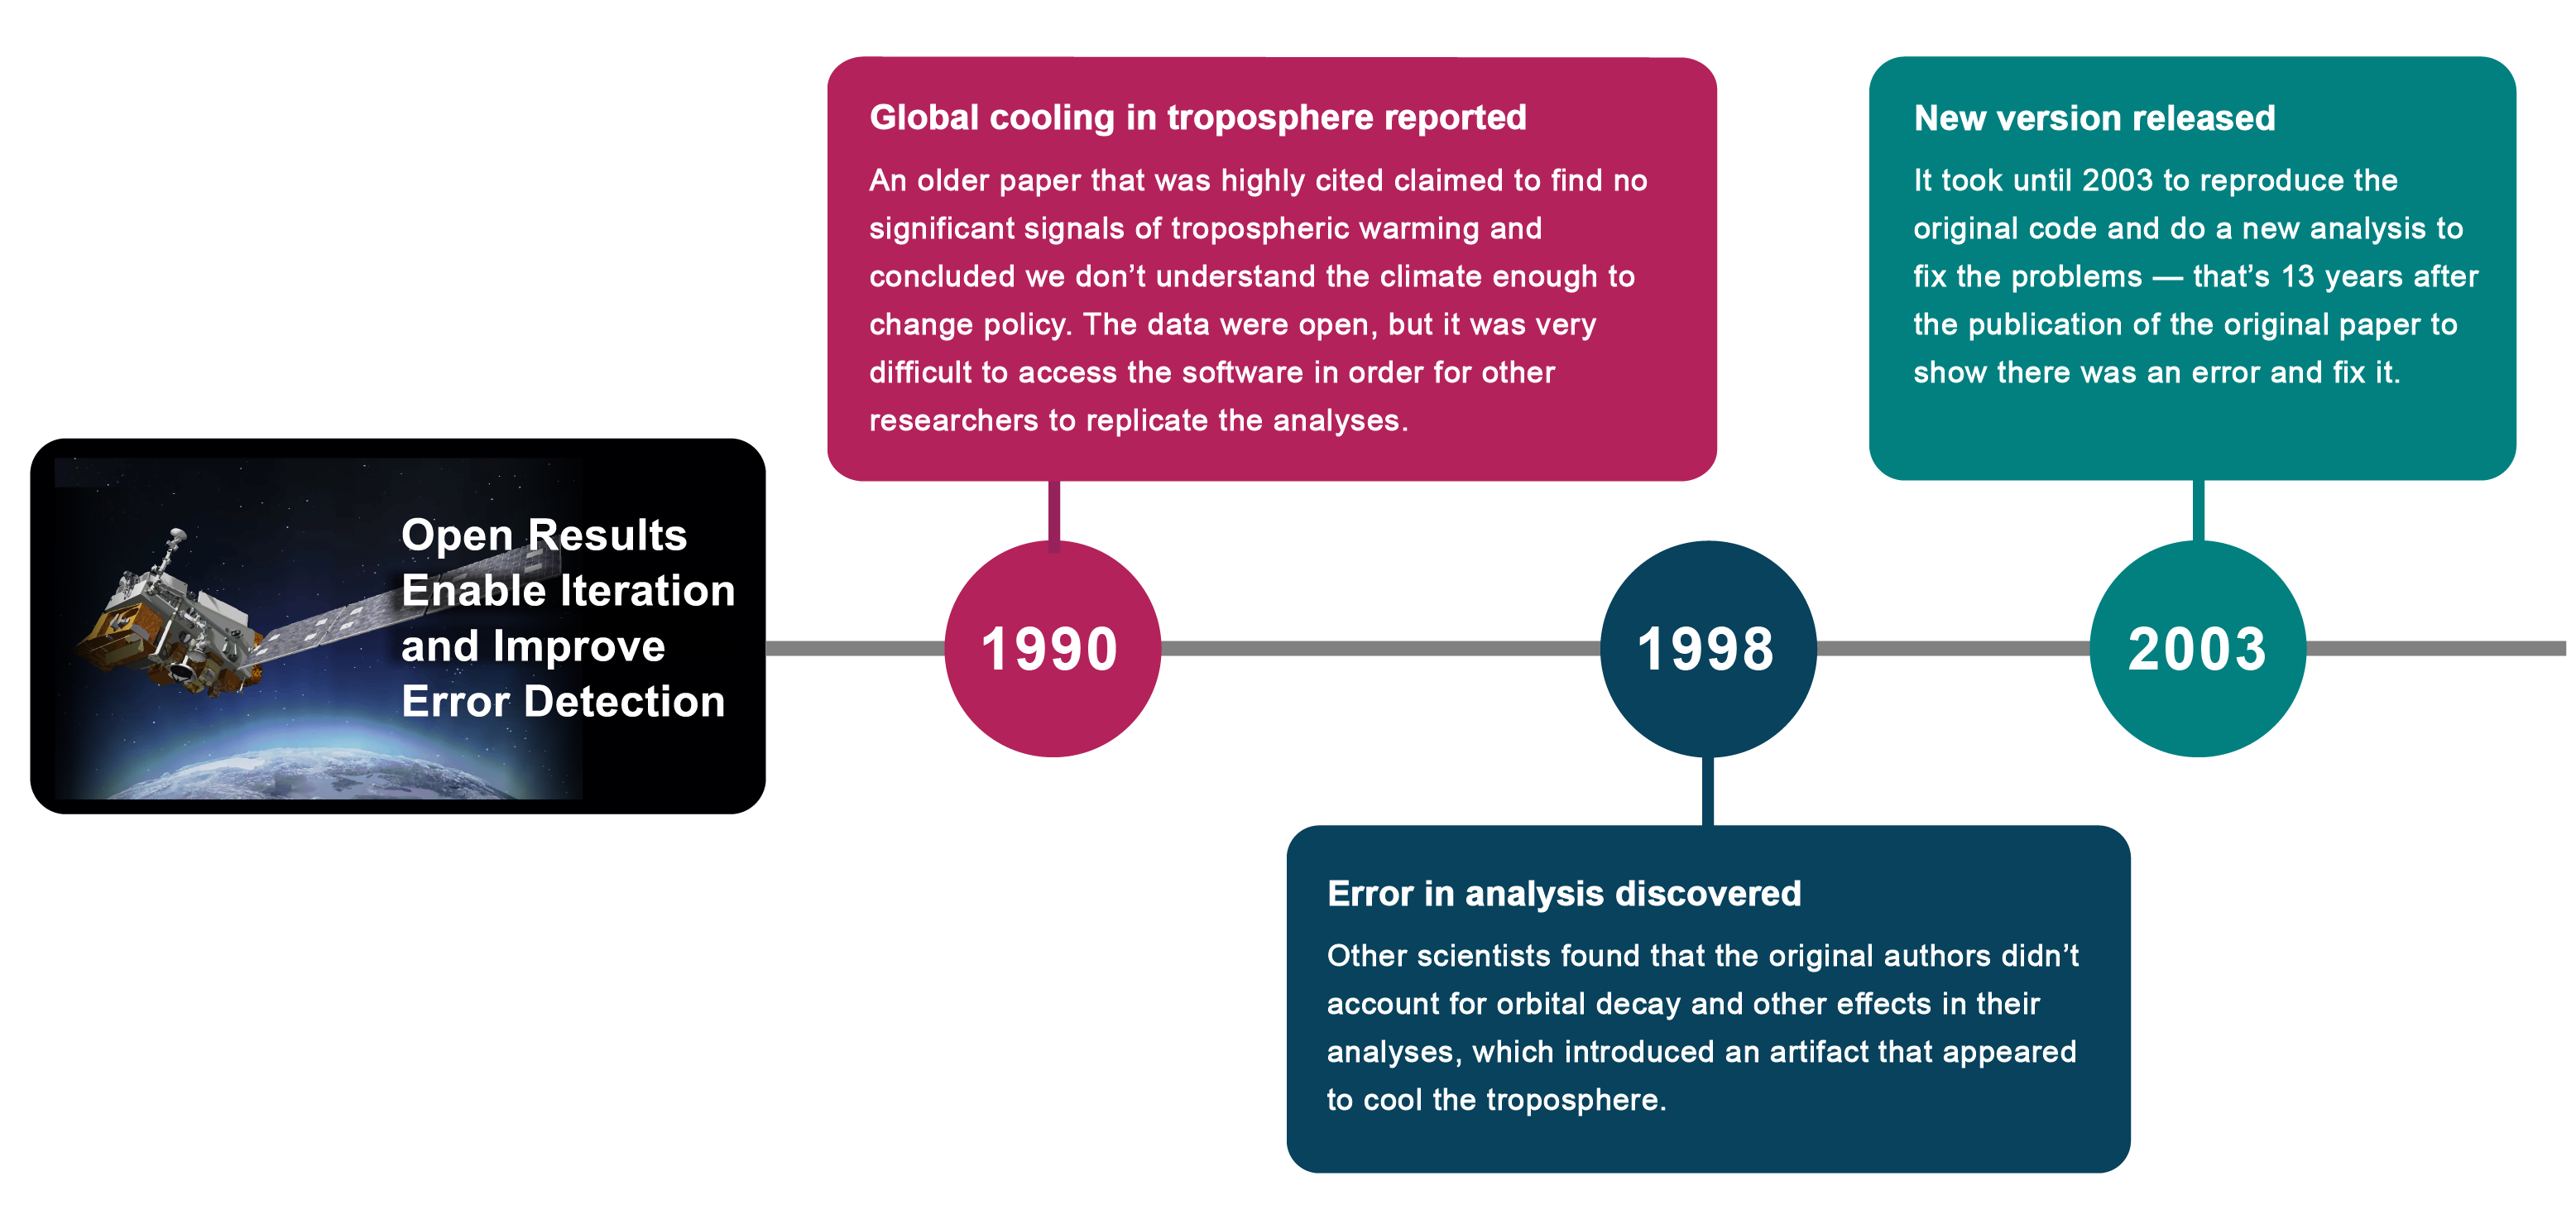 Open Results
Enable Iteration
and Improve
Error Detection
Global cooling in troposphere reported
An older paper that was highly cited claimed to find no
significant signals of tropospheric warming and
concluded we don’t understand the climate enough to
change policy. The data were open, but it was very
difficult to access the software in order for other
researchers to replicate the analyses.
1990
1998
Error in analysis discovered
Other scientists found that the original authors didn’t
account for orbital decay and other effects in their
analyses, which introduced an artifact that appeared
to cool the troposphere.
New version released
It took until 2003 to reproduce the
original code and do a new analysis to
fix the problems — that’s 13 years after
the publication of the original paper to
show there was an error and fix it.
2003